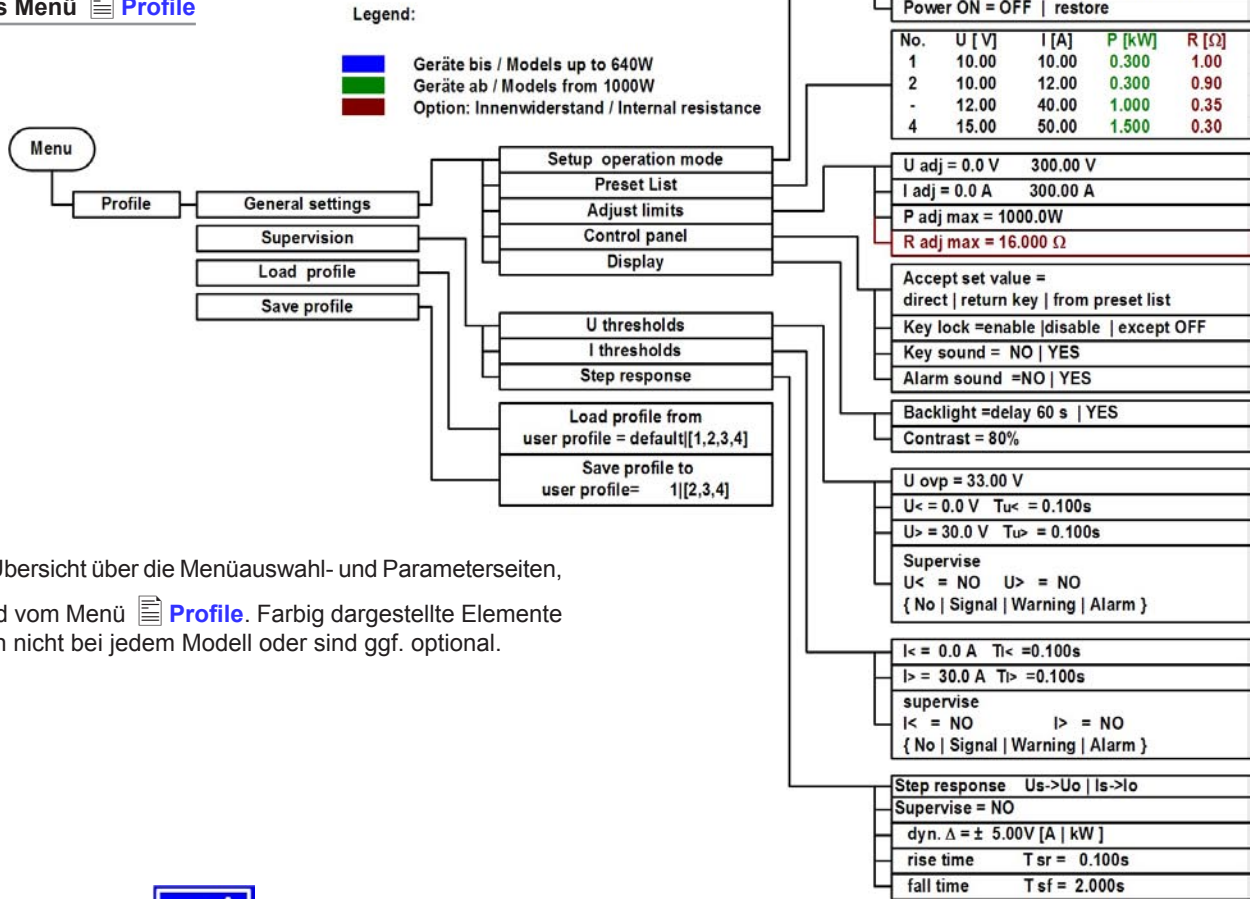 s Menü Profile
Legend:
Geräte bis / Models up to 640W
Geräte ab / Models from 1000W
Option: Innenwiderstand / Internal resistance
Menu
Profile
General settings
Supervision
Load profile
Save profile
Setup operation mode
Preset List
Adjust limits
Control panel
Display
U thresholds
I thresholds
Step response
Load profile from
user profile = default|[1,2,3,4]
Save profile to
user profile= 1|[2,3,4]
Power ON = OFF | restore
No. U [ V] I [A] P [kW] R [Ω]
1 10.00 10.00 0.300 1.00
2 10.00 12.00 0.300 0.90
- 12.00 40.00 1.000 0.35
4 15.00 50.00 1.500 0.30
U adj = 0.0 V 300.00 V
I adj = 0.0 A 300.00 A
P adj max = 1000.0W
R adj max = 16.000 Ω
Accept set value =
direct | return key | from preset list
Key lock =enable |disable | except OFF
Key sound = NO | YES
Alarm sound =NO | YES
Backlight =delay 60 s | YES
Contrast = 80%
U ovp = 33.00 V
U< = 0.0 V Tu< = 0.100s
U> = 30.0 V Tu> = 0.100s
Supervise
U< = NO U> = NO
{ No | Signal | Warning | Alarm }
I< = 0.0 A TI< =0.100s
I> = 30.0 A TI> =0.100s
supervise
I< = NO I> = NO
{ No | Signal | Warning | Alarm }
Step response Us->Uo | Is->Io
Supervise = NO
dyn. Δ = ± 5.00V [A | kW ]
rise time T sr = 0.100s
fall time T sf = 2.000s
Übersicht über die Menüauswahl- und Parameterseiten,
d vom Menü Profile. Farbig dargestellte Elemente
n nicht bei jedem Modell oder sind ggf. optional.